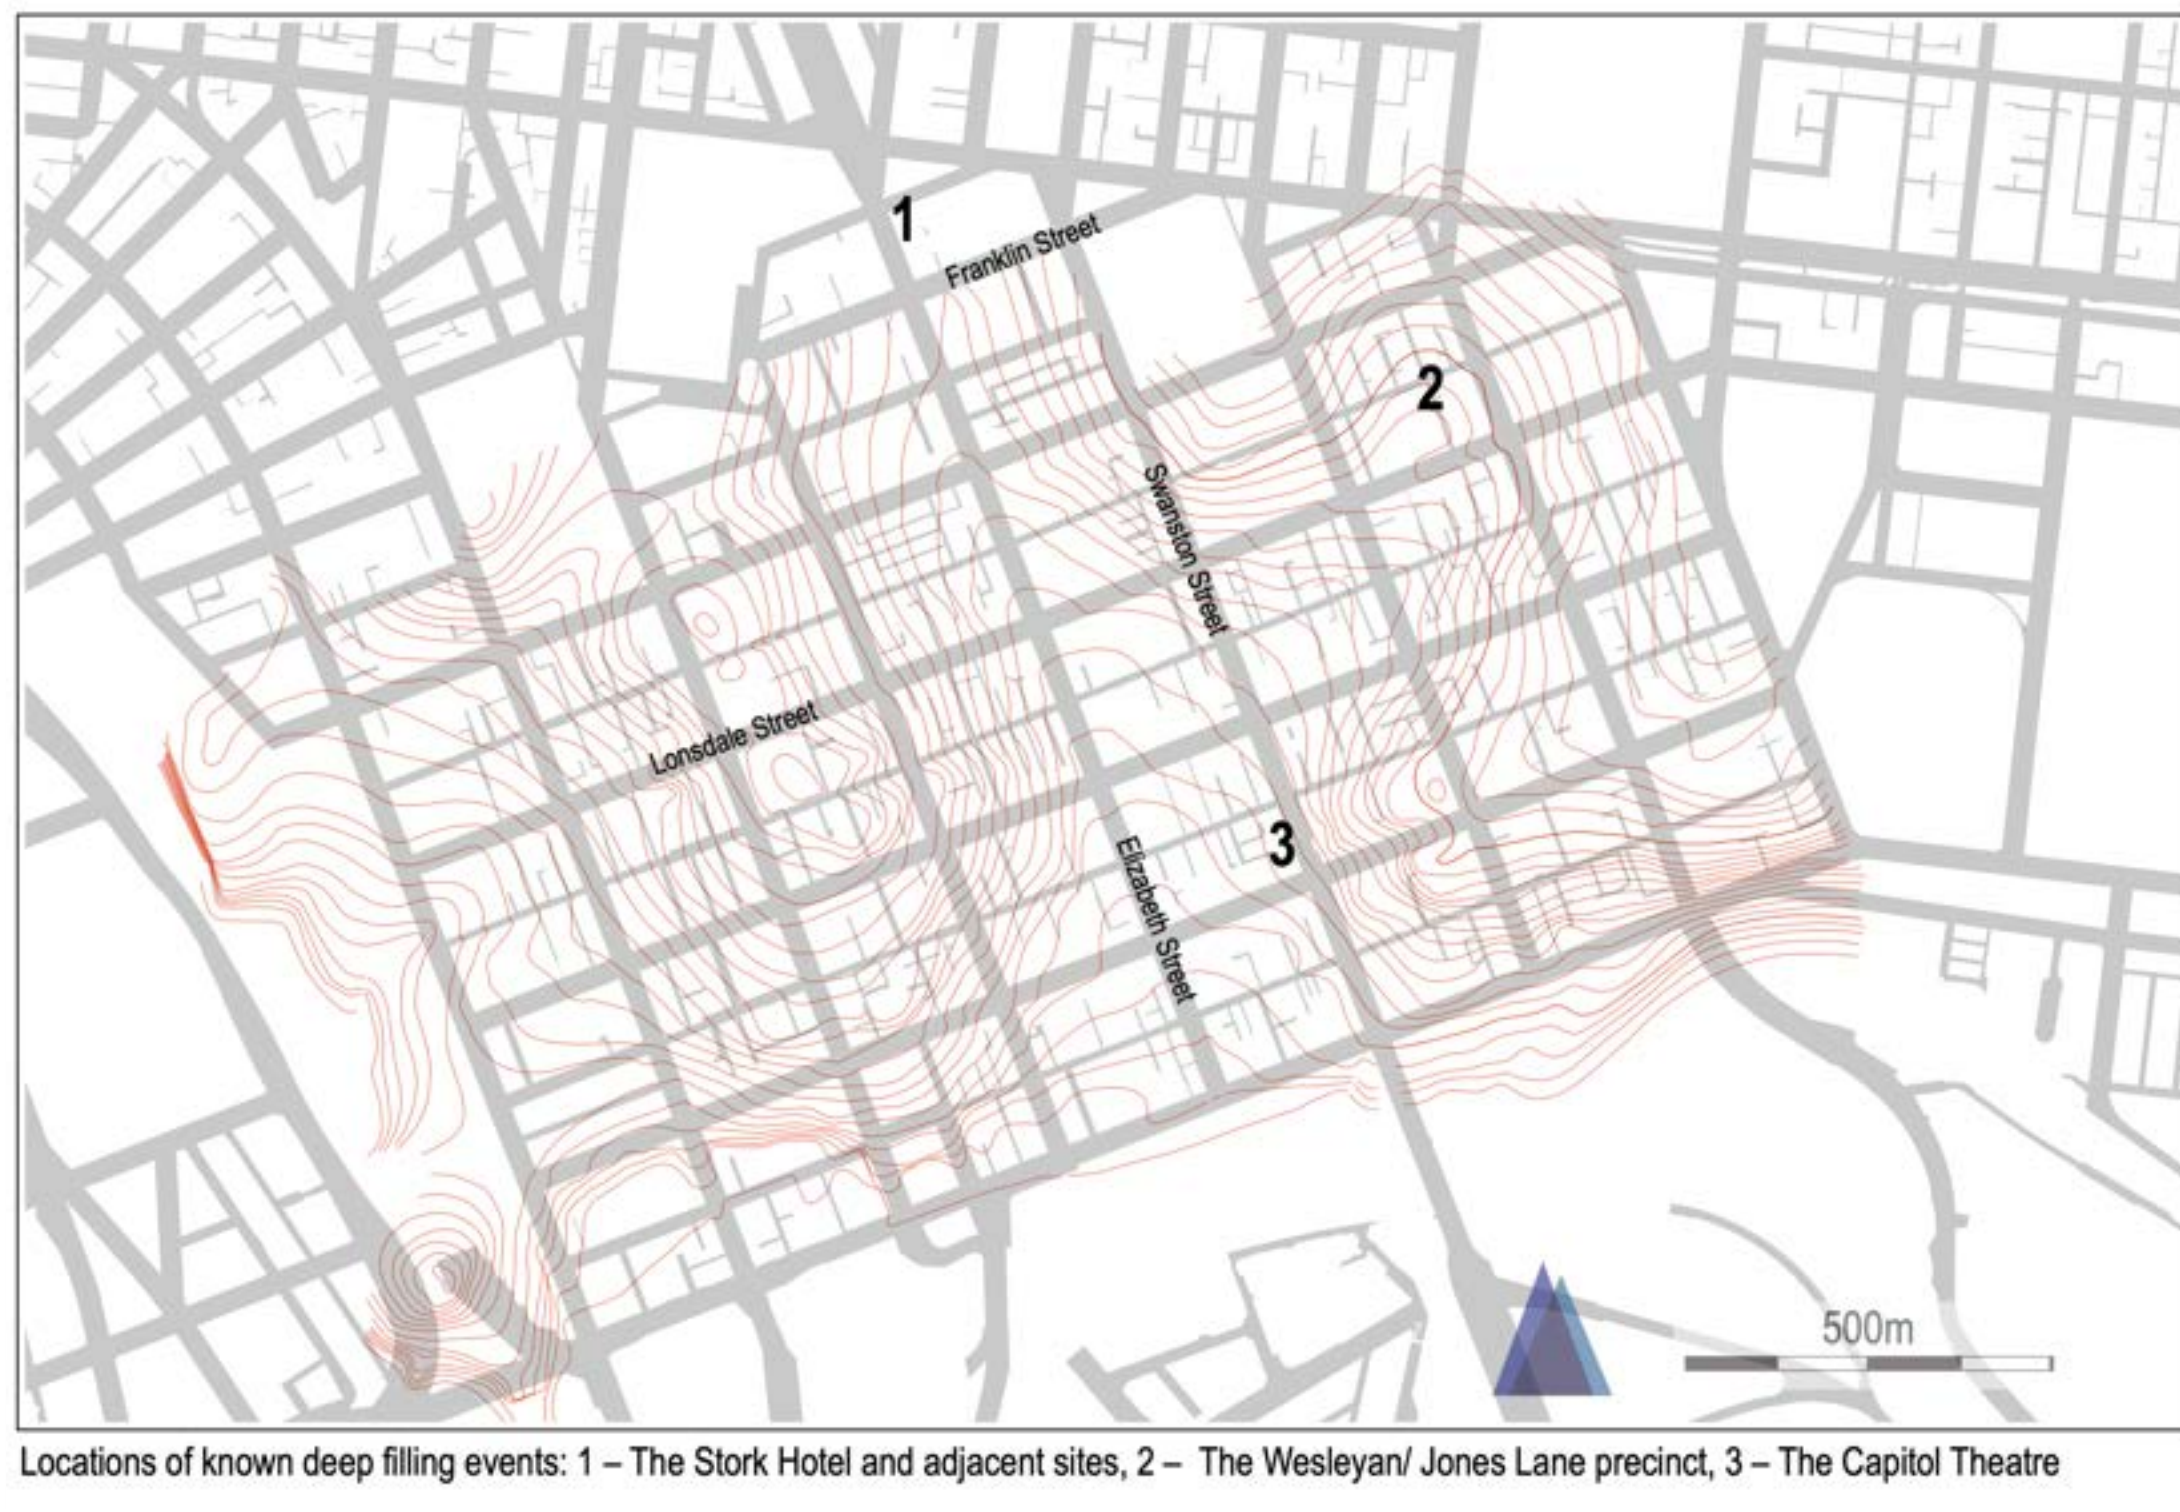 1
Franklin Street
2
Swanston Street
Lonsdale Street
3
Elizabeth Street
500m
Locations of known deep filling events: 1 – The Stork Hotel and adjacent sites, 2 – The Wesleyan/ Jones Lane precinct, 3 – The Capitol Theatre